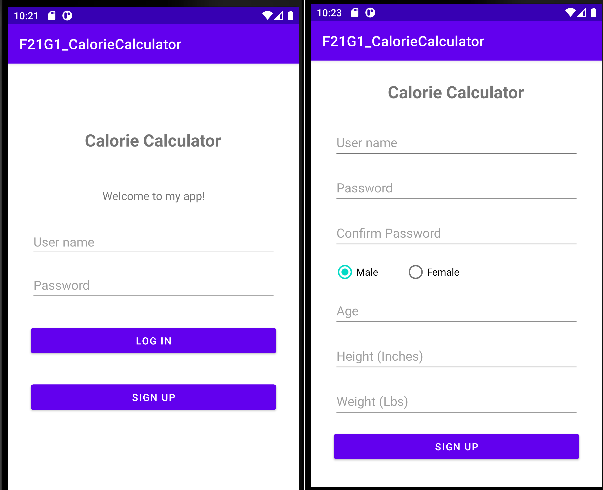 10:21
F21G1_CalorieCalculator
Calorie Calculator
Welcome to my app!
User name
Password
LOG IN
SIGN UP
10:23
F21G1_CalorieCalculator
Calorie Calculator
User name
Password
Confirm Password
Male Female
Age
Height (Inches)
Weight (Lbs)
SIGN UP